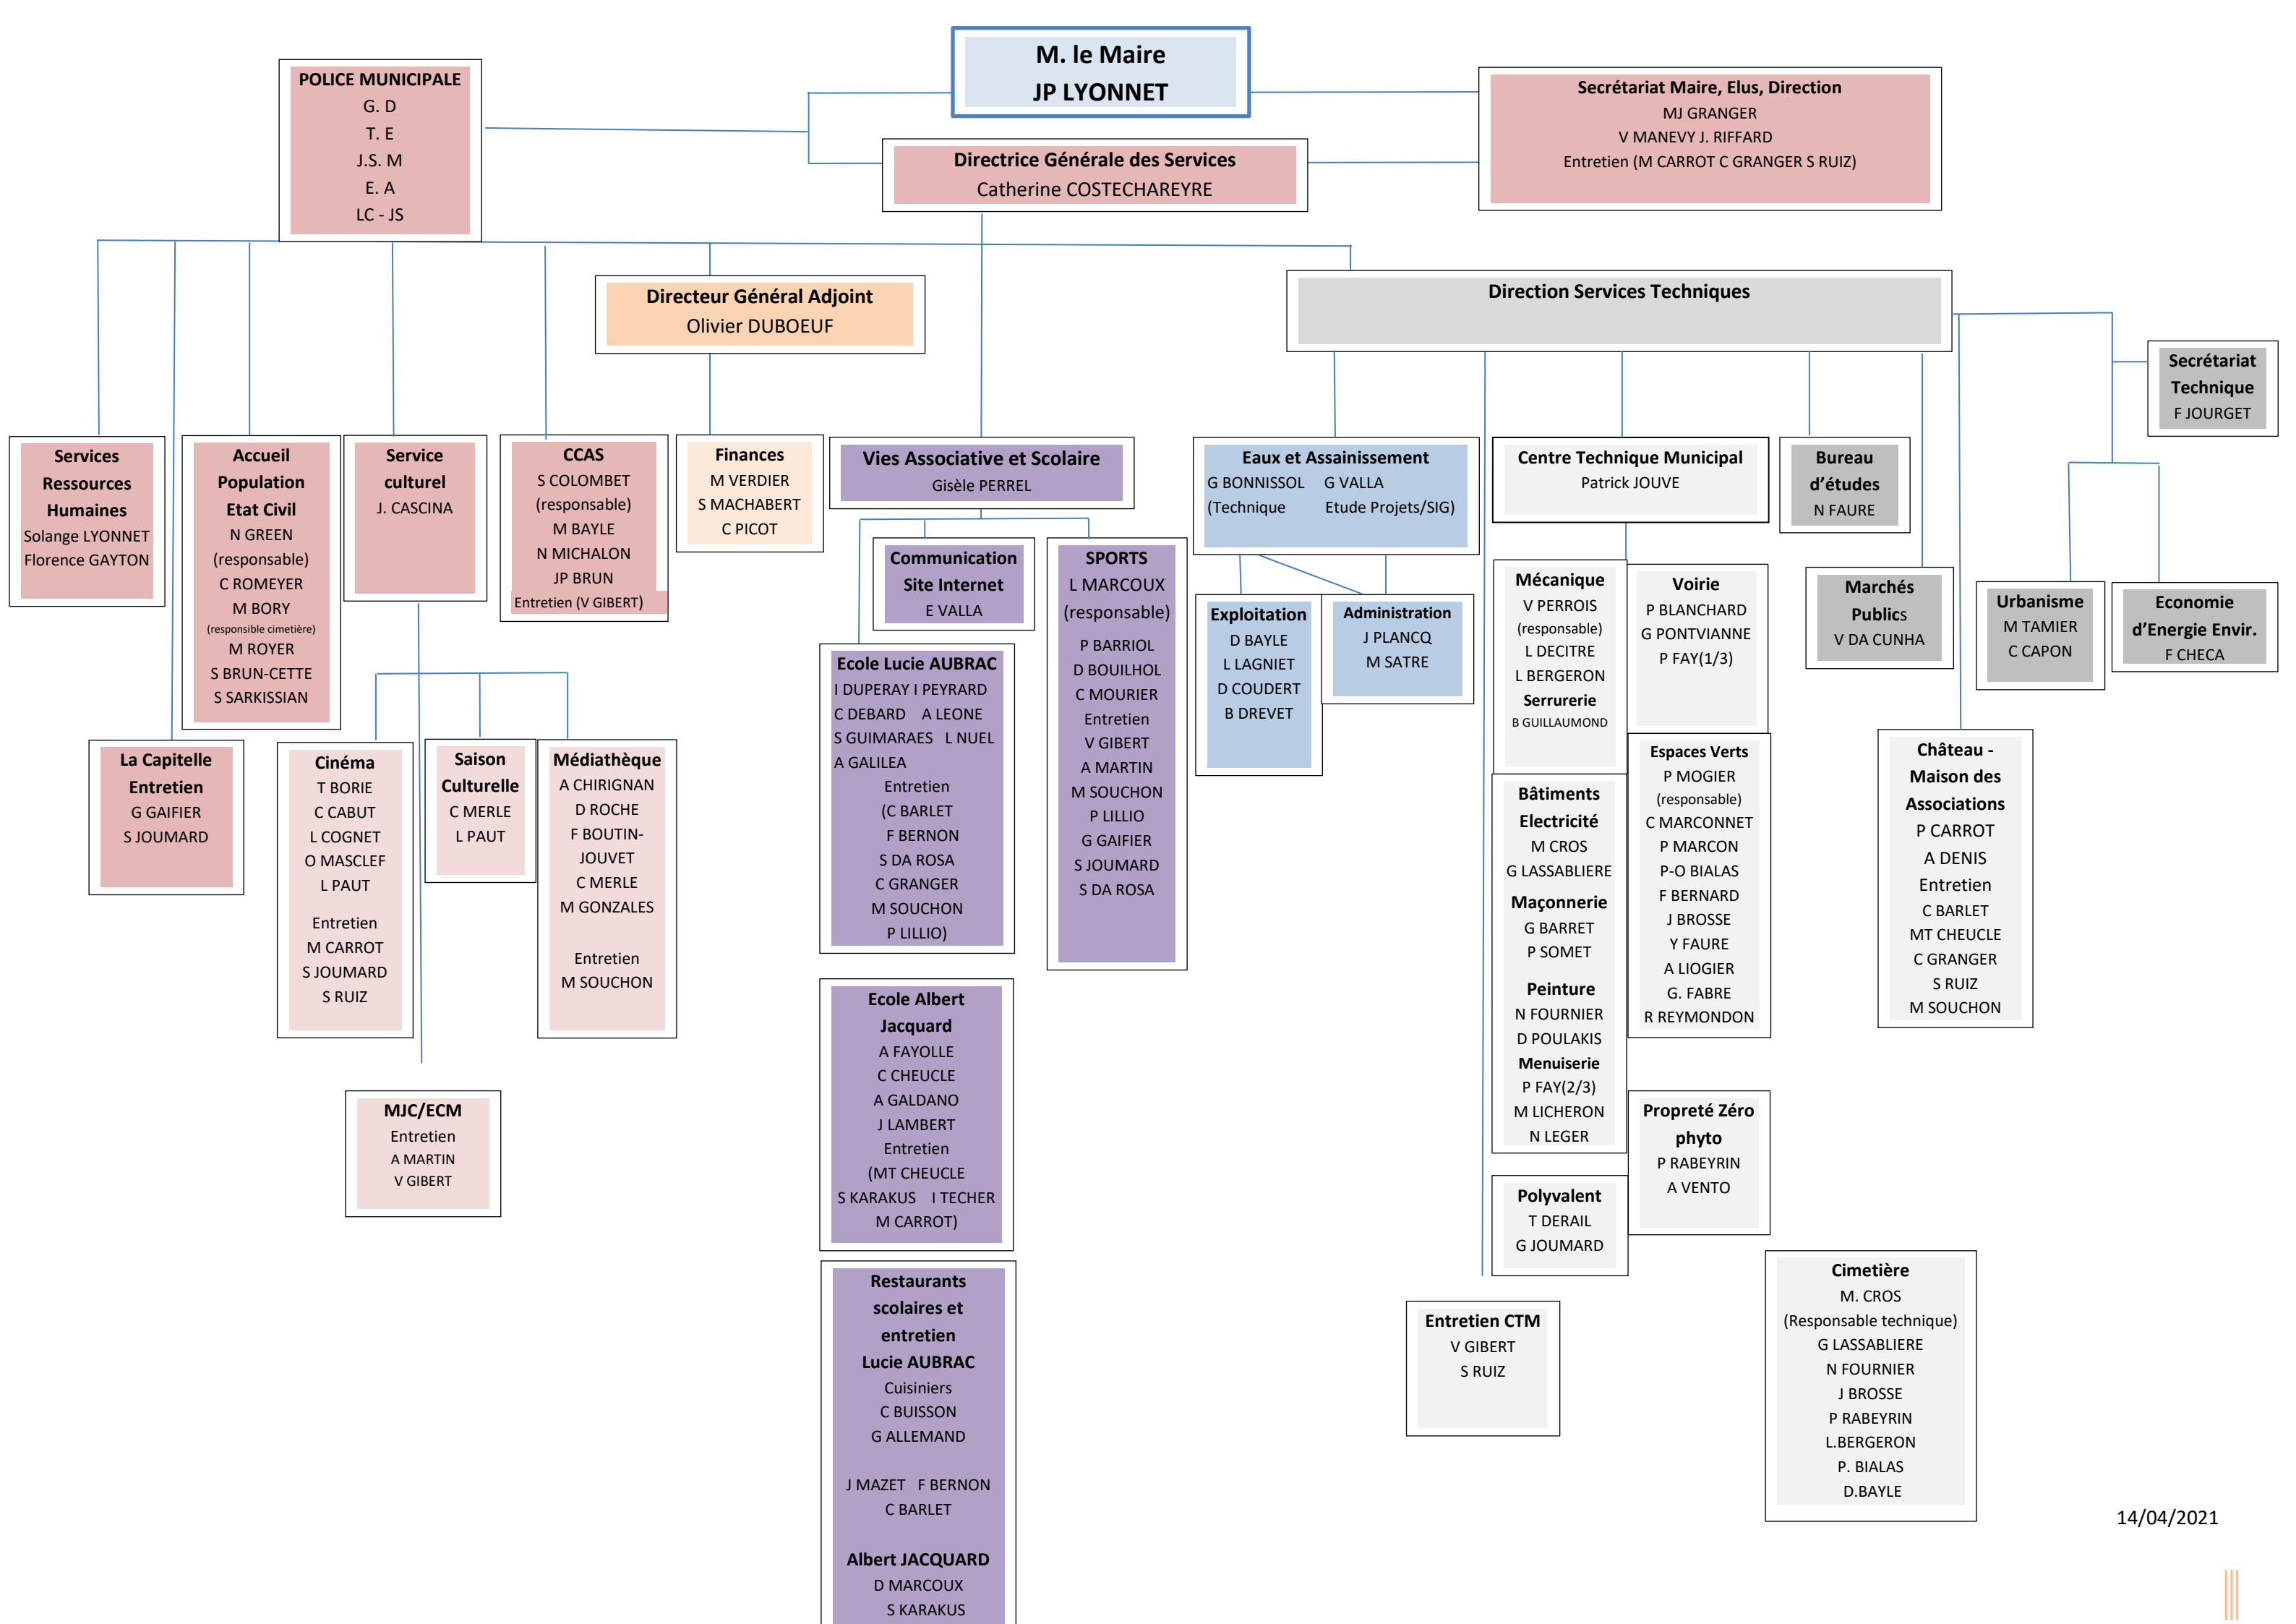 M. le Maire
JP LYONNET
POLICE MUNICIPALE
G. D
T. E
J.S. M
E. A
LC - JS
Secrétariat Maire, Elus, Direction
MJ GRANGER
V MANEVY J. RIFFARD
Entretien (M CARROT C GRANGER S RUIZ)
Directrice Générale des Services
Catherine COSTECHAREYRE
Directeur Général Adjoint
Olivier DUBOEUF
Direction Services Techniques
Secrétariat
Technique
F JOURGET
Services
Ressources
Humaines
Solange LYONNET
Florence GAYTON
Accueil
Population
Etat Civil
N GREEN
(responsable)
C ROMEYER
M BORY
(responsible cimetière)
M ROYER
S BRUN-CETTE
S SARKISSIAN
Service
culturel
J. CASCINA
CCAS
S COLOMBET
(responsable)
M BAYLE
N MICHALON
JP BRUN
Entretien (V GIBERT)
Finances
M VERDIER
S MACHABERT
C PICOT
Vies Associative et Scolaire
Gisèle PERREL
Eaux et Assainissement
G BONNISSOL G VALLA
(Technique Etude Projets/SIG)
Centre Technique Municipal
Patrick JOUVE
Bureau
d’études
N FAURE
Communication
Site Internet
E VALLA
SPORTS
L MARCOUX
(responsable)
P BARRIOL
D BOUILHOL
C MOURIER
Entretien
V GIBERT
A MARTIN
M SOUCHON
P LILLIO
G GAIFIER
S JOUMARD
S DA ROSA
Exploitation
D BAYLE
L LAGNIET
D COUDERT
B DREVET
Administration
J PLANCQ
M SATRE
Mécanique
V PERROIS
(responsable)
L DECITRE
L BERGERON
Serrurerie
B GUILLAUMOND
Voirie
P BLANCHARD
G PONTVIANNE
P FAY(1/3)
Marchés
Publics
V DA CUNHA
Urbanisme
M TAMIER
C CAPON
Economie
d’Energie Envir.
F CHECA
Ecole Lucie AUBRAC
I DUPERAY I PEYRARD
C DEBARD A LEONE
S GUIMARAES L NUEL
A GALILEA
Entretien
(C BARLET
F BERNON
S DA ROSA
C GRANGER
M SOUCHON
P LILLIO)
La Capitelle
Entretien
G GAIFIER
S JOUMARD
Cinéma
T BORIE
C CABUT
L COGNET
O MASCLEF
L PAUT
Entretien
M CARROT
S JOUMARD
S RUIZ
Saison
Culturelle
C MERLE
L PAUT
Médiathèque
A CHIRIGNAN
D ROCHE
F BOUTIN-
JOUVET
C MERLE
M GONZALES
Entretien
M SOUCHON
Bâtiments
Electricité
M CROS
G LASSABLIERE
Maçonnerie
G BARRET
P SOMET
Peinture
N FOURNIER
D POULAKIS
Menuiserie
P FAY(2/3)
M LICHERON
N LEGER
Espaces Verts
P MOGIER
(responsable)
C MARCONNET
P MARCON
P-O BIALAS
F BERNARD
J BROSSE
Y FAURE
A LIOGIER
G. FABRE
R REYMONDON
Château -
Maison des
Associations
P CARROT
A DENIS
Entretien
C BARLET
MT CHEUCLE
C GRANGER
S RUIZ
M SOUCHON
Ecole Albert
Jacquard
A FAYOLLE
C CHEUCLE
A GALDANO
J LAMBERT
Entretien
(MT CHEUCLE
S KARAKUS I TECHER
M CARROT)
MJC/ECM
Entretien
A MARTIN
V GIBERT
Propreté Zéro
phyto
P RABEYRIN
A VENTO
Polyvalent
T DERAIL
G JOUMARD
Restaurants
scolaires et
entretien
Lucie AUBRAC
Cuisiniers
C BUISSON
G ALLEMAND
J MAZET F BERNON
C BARLET
Albert JACQUARD
D MARCOUX
S KARAKUS
Entretien CTM
V GIBERT
S RUIZ
Cimetière
M. CROS
(Responsable technique)
G LASSABLIERE
N FOURNIER
J BROSSE
P RABEYRIN
L.BERGERON
P. BIALAS
D.BAYLE
14/04/2021